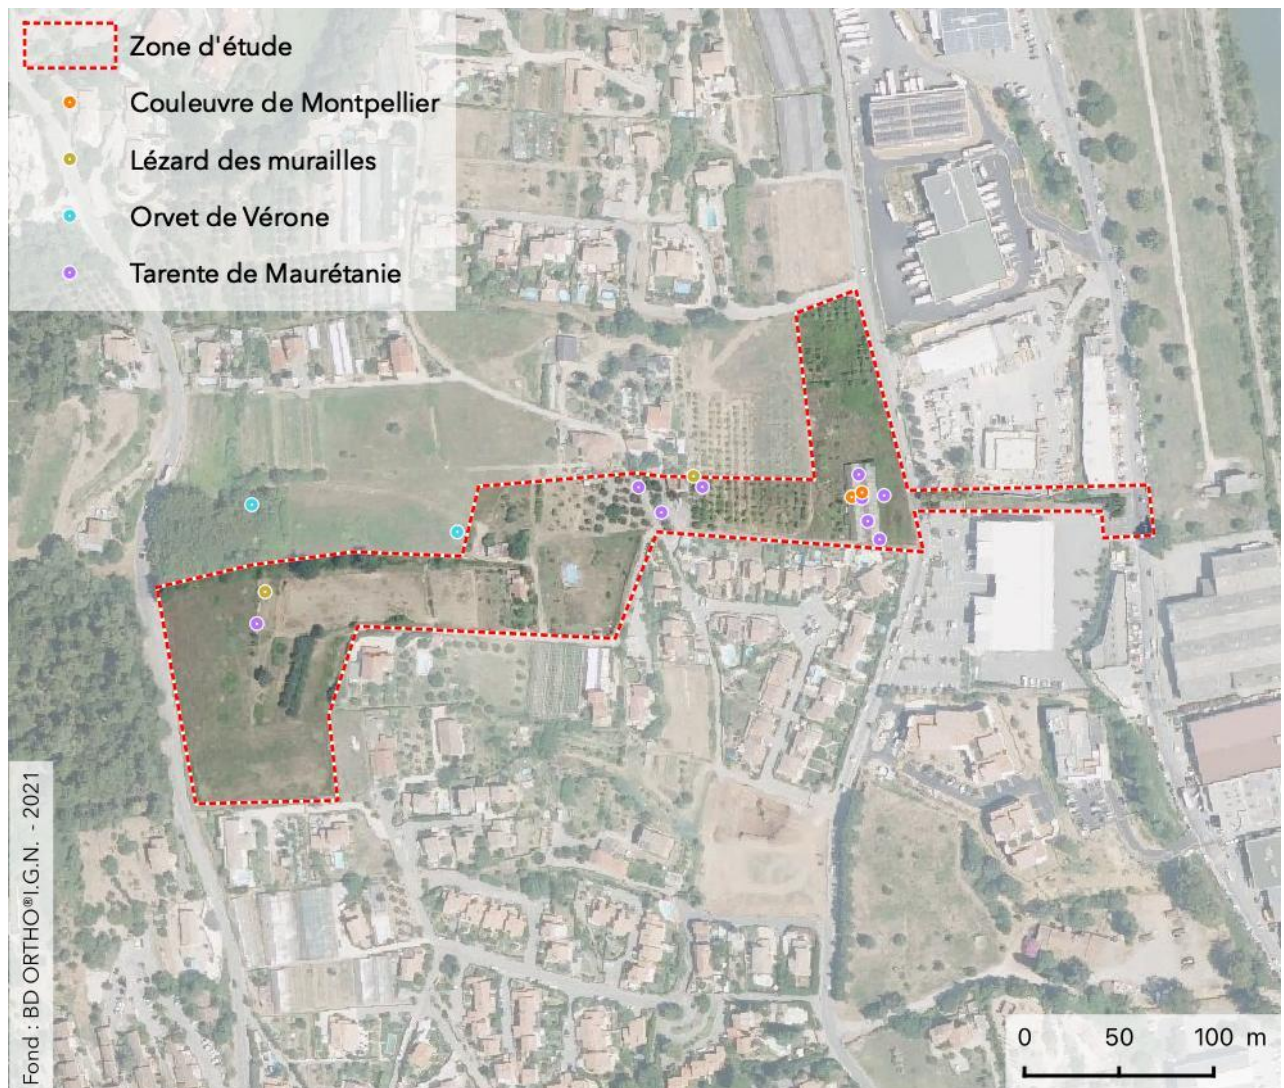 Zone d'étude
Couleuvre de Montpellier
Lézard des murailles
Orvet de Vérone
Tarente de Maurétanie
Fond : BD ORTHO®I.G.N. - 2021
0 50 100 m